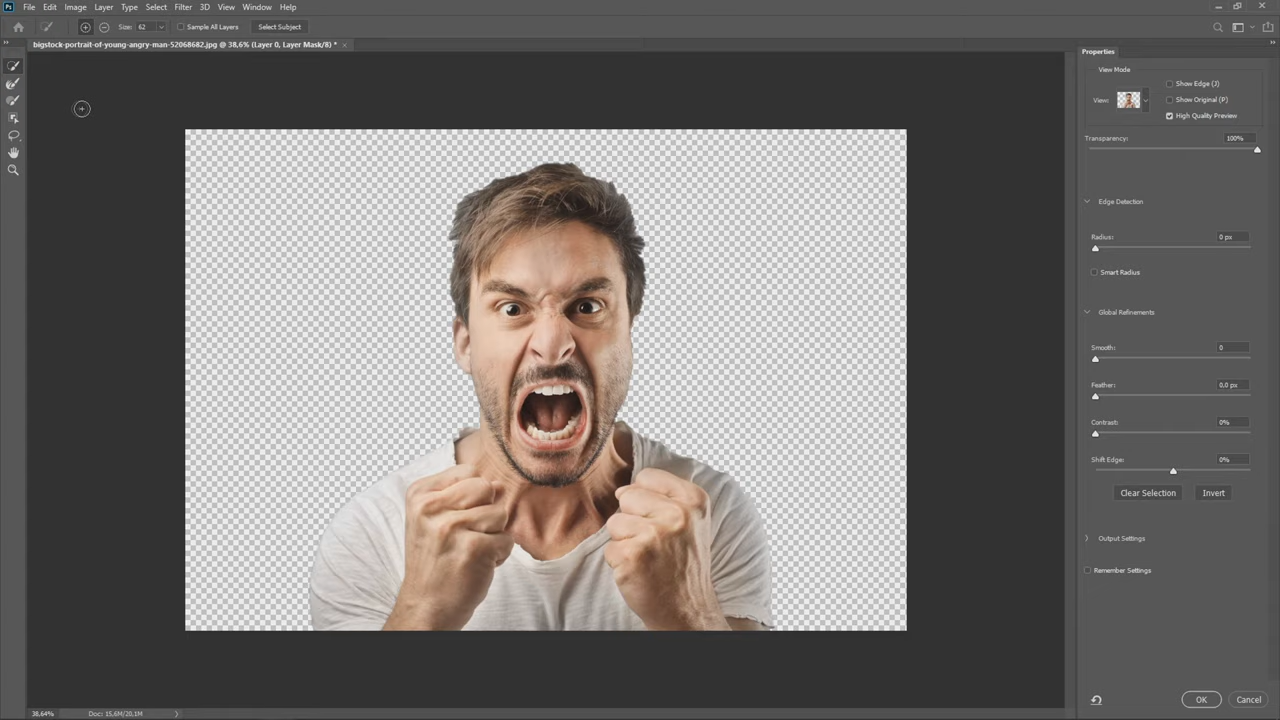 Ps File Edit Image Layer Type Select Filter 3D View Window Help
Size: 62 Sample All Layers Select Subject
bigstock-portrait-of-young-angry-man-52068682.jpg @ 38,6% (Layer 0, Layer Mask/8) *
Properties
View Mode
Show Edge (J)
View:
Show Original (P)
High Quality Preview
Transparency: 100%
Edge Detection
Radius: 0 px
Smart Radius
Global Refinements
Smooth: 0
Feather: 0,0 px
Contrast: 0%
Shift Edge: 0%
Clear Selection Invert
Output Settings
Remember Settings
OK Cancel
38,64% Doc: 15,6M/20,1M